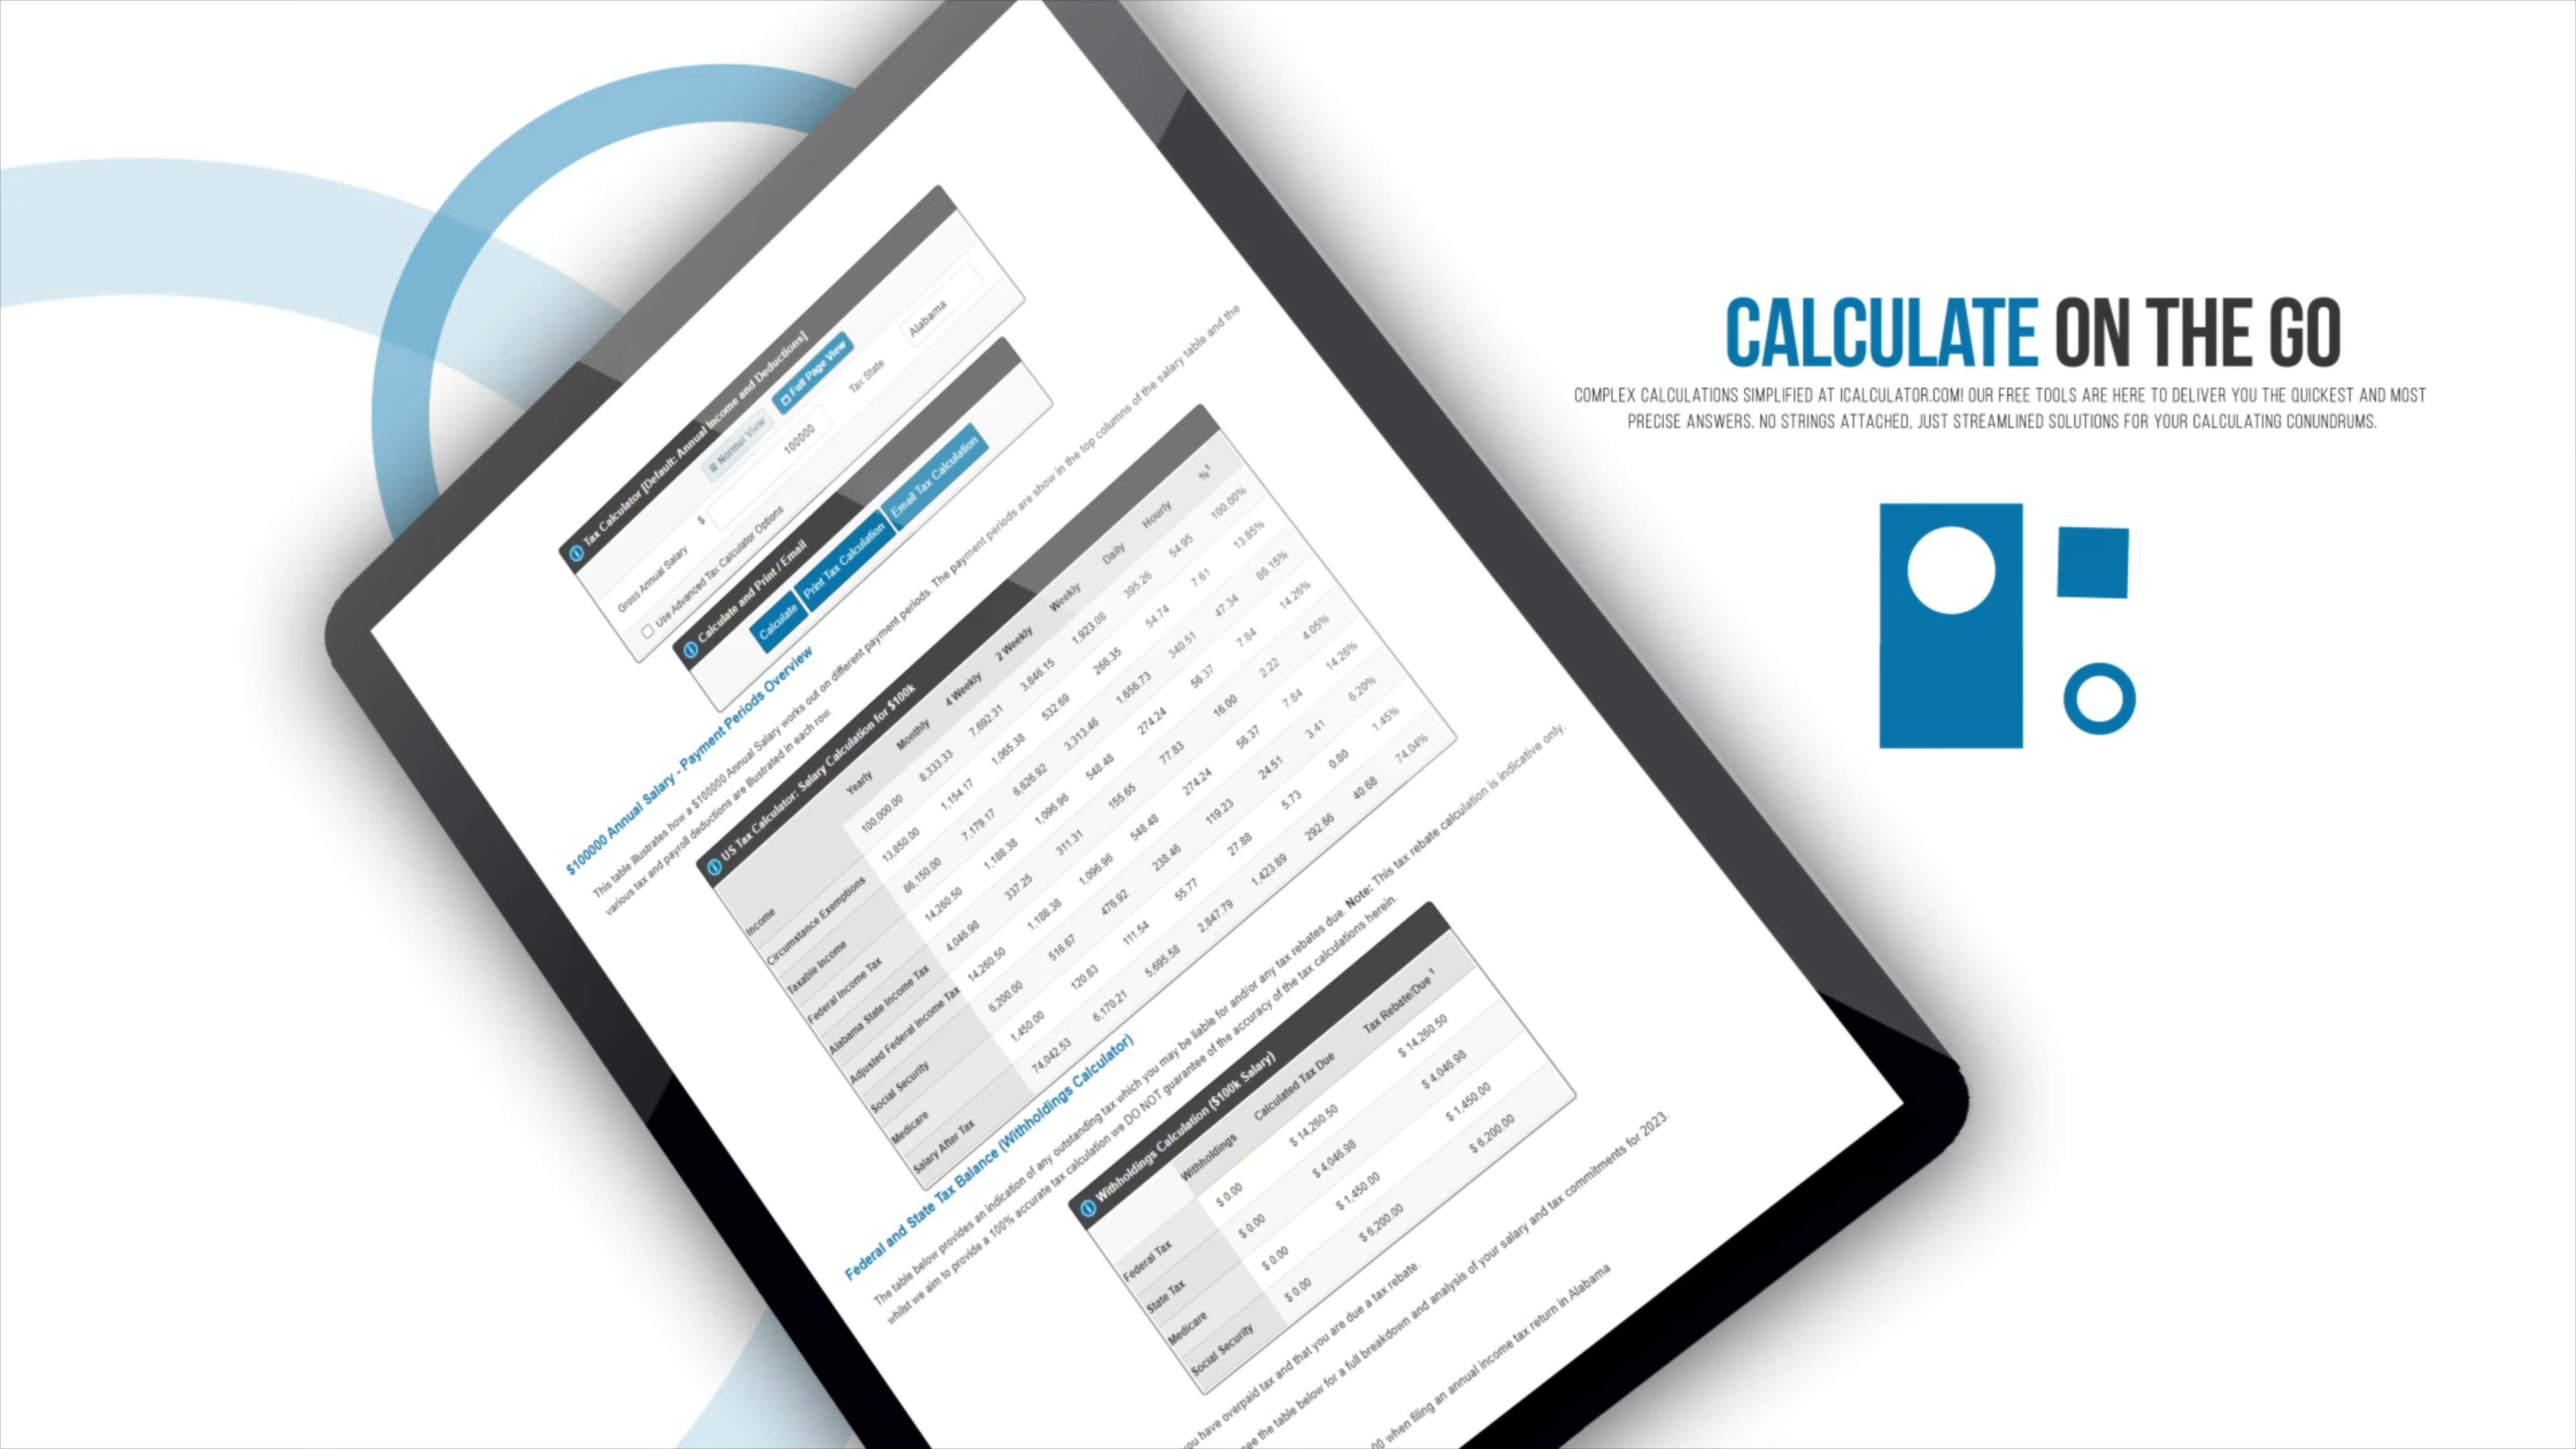 Tax Calculator [Default: Annual Income and Deductions]
Normal View Full Page View
Gross Annual Salary $ 100000 Tax State Alabama
Use Advanced Tax Calculator Options
Calculate and Print / Email
Calculate Print Tax Calculation Email Tax Calculation
$100000 Annual Salary - Payment Periods Overview
This table illustrates how a $100000 Annual Salary works out on different payment periods. The payment periods are show in the top columns of the salary table and the
various tax and payroll deductions are illustrated in each row.
US Tax Calculator: Salary Calculation for $100k
Yearly Monthly 4 Weekly 2 Weekly Weekly Daily Hourly %1
Income 100,000.00 8,333.33 7,692.31 3,846.15 1,923.08 395.26 54.95 100.00%
Circumstance Exemptions 13,850.00 1,154.17 1,065.38 532.69 266.35 54.74 7.61 13.85%
Taxable Income 86,150.00 7,179.17 6,626.92 3,313.46 1,656.73 340.51 47.34 86.15%
Federal Income Tax 14,260.50 1,188.38 1,096.96 548.48 274.24 56.37 7.84 14.26%
Alabama State Income Tax 4,046.98 337.25 311.31 155.65 77.83 16.00 2.22 4.05%
Adjusted Federal Income Tax 14,260.50 1,188.38 1,096.96 548.48 274.24 56.37 7.84 14.26%
Social Security 6,200.00 516.67 476.92 238.46 119.23 24.51 3.41 6.20%
Medicare 1,450.00 120.83 111.54 55.77 27.88 5.73 0.80 1.45%
Salary After Tax 74,042.53 6,170.21 5,695.58 2,847.79 1,423.89 292.66 40.68 74.04%
Federal and State Tax Balance (Withholdings Calculator)
The table below provides an indication of any outstanding tax which you may be liable for and/or any tax rebates due. Note: This tax rebate calculation is indicative only.
whilst we aim to provide a 100% accurate tax calculation we DO NOT guarantee of the accuracy of the tax calculations herein.
Withholdings Calculation ($100k Salary)
Withholdings Calculated Tax Due Tax Rebate/Due 1
Federal Tax $ 0.00 $ 14,260.50 $ 14,260.50
State Tax $ 0.00 $ 4,046.98 $ 4,046.98
Medicare $ 0.00 $ 1,450.00 $ 1,450.00
Social Security $ 0.00 $ 6,200.00 $ 6,200.00
have overpaid tax and that you are due a tax rebate.
the table below for a full breakdown and analysis of your salary and tax commitments for 2023.
when filing an annual income tax return in Alabama
CALCULATE ON THE GO
COMPLEX CALCULATIONS SIMPLIFIED AT ICALCULATOR.COM! OUR FREE TOOLS ARE HERE TO DELIVER YOU THE QUICKEST AND MOST
PRECISE ANSWERS. NO STRINGS ATTACHED, JUST STREAMLINED SOLUTIONS FOR YOUR CALCULATING CONUNDRUMS.